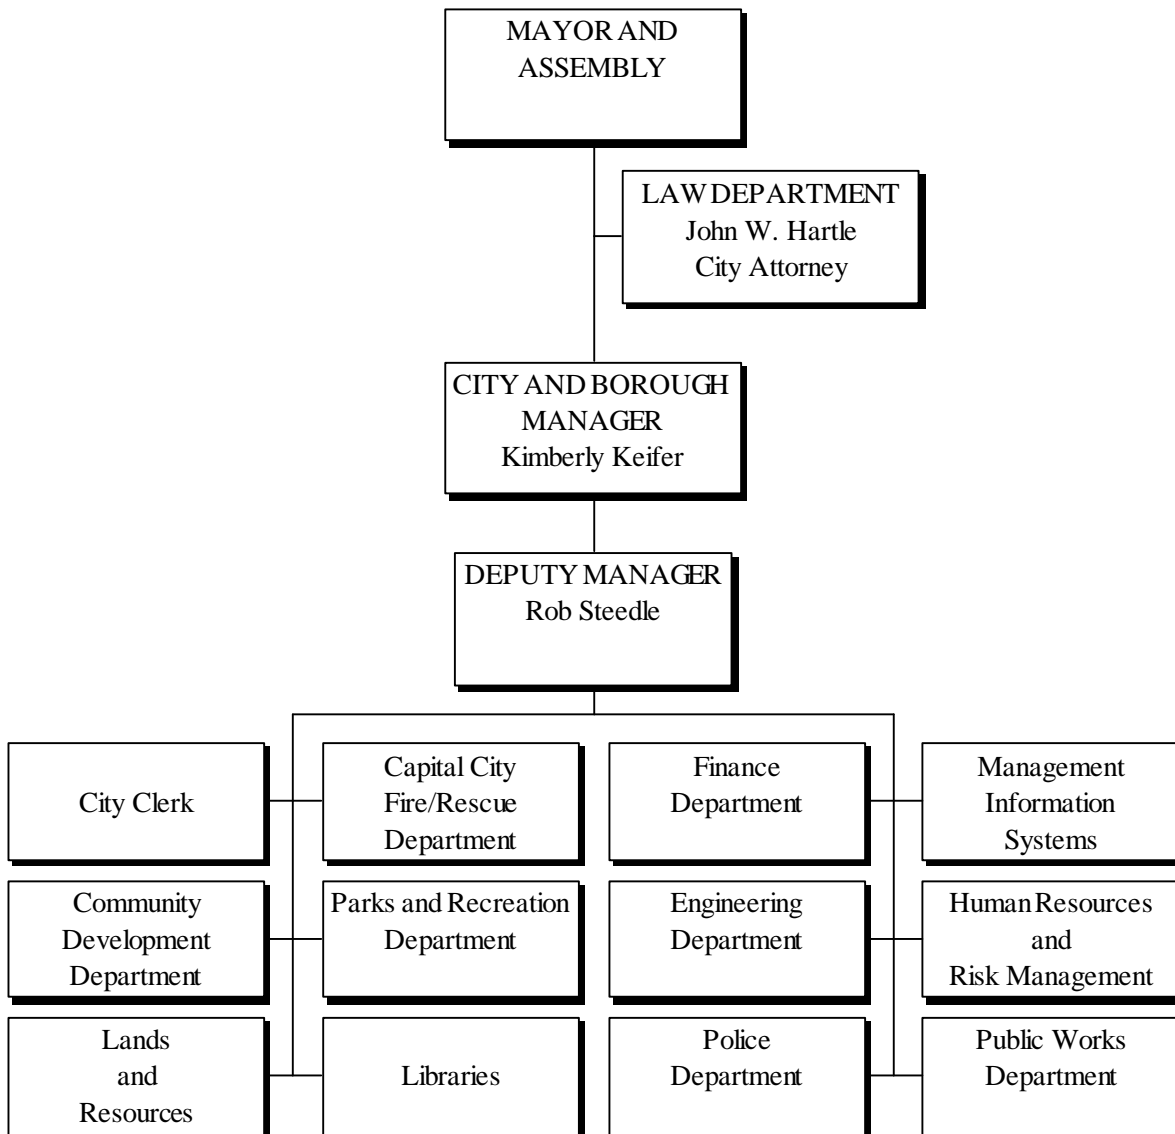 MAYOR AND
ASSEMBLY
LAW DEPARTMENT
John W. Hartle
City Attorney
CITY AND BOROUGH
MANAGER
Kimberly Keifer
DEPUTY MANAGER
Rob Steedle
City Clerk
Capital City
Fire/Rescue
Department
Finance
Department
Management
Information
Systems
Community
Development
Department
Parks and Recreation
Department
Engineering
Department
Human Resources
and
Risk Management
Lands
and
Resources
Libraries
Police
Department
Public Works
Department